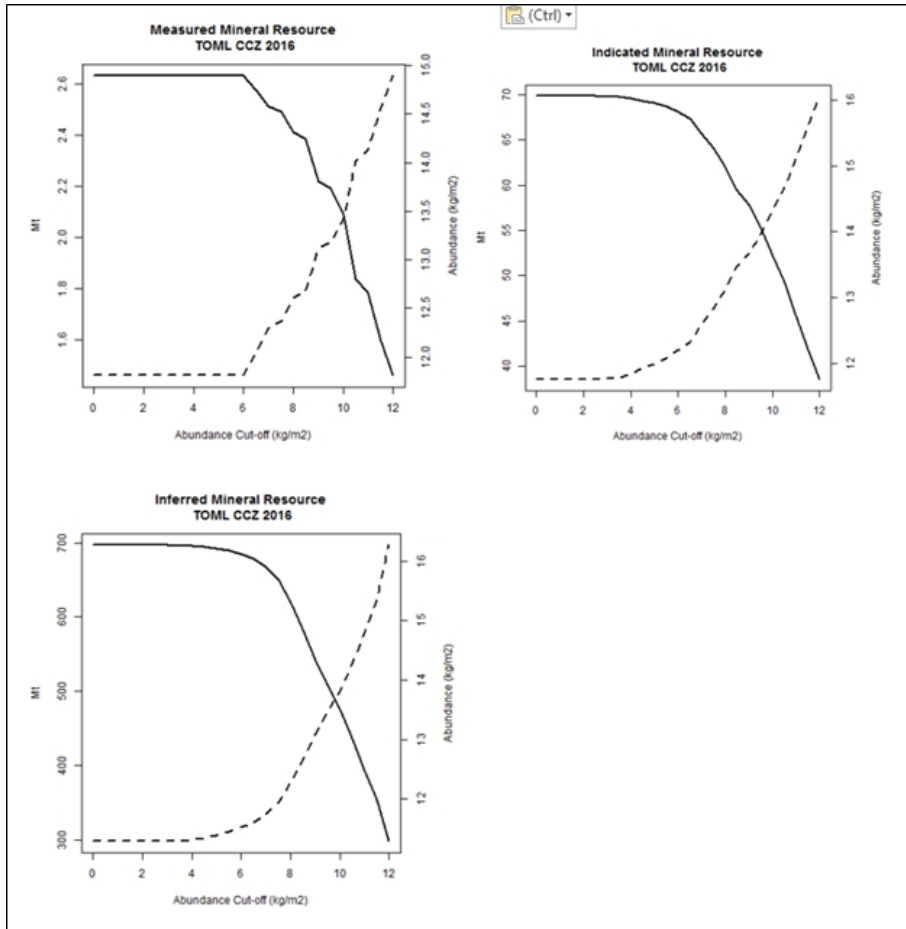 (Ctrl)
Measured Mineral Resource
TOML CCZ 2016
2.6
2.4
2.2
2.0
1.8
1.6
Mt
15.0
14.5
14.0
13.5
13.0
12.5
12.0
Abundance (kg/m2)
0 2 4 6 8 10 12
Abundance Cut-off (kg/m2)
Indicated Mineral Resource
TOML CCZ 2016
70
65
60
55
50
45
40
Mt
16
15
14
13
12
Abundance (kg/m2)
0 2 4 6 8 10 12
Abundance Cut-off (kg/m2)
Inferred Mineral Resource
TOML CCZ 2016
700
600
500
400
300
Mt
16
15
14
13
12
Abundance (kg/m2)
0 2 4 6 8 10 12
Abundance Cut-off (kg/m2)